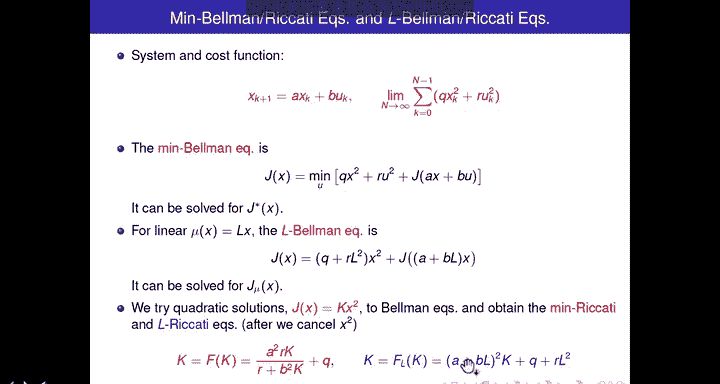 Min-Bellman/Riccati Eqs. and L-Bellman/Riccati Eqs.
System and cost function:
x_{k+1} = ax_k + bu_k, lim_{N→∞} ∑_{k=0}^{N−1} (qx_k^2 + ru_k^2)
The min-Bellman eq. is
J(x) = min_u [qx^2 + ru^2 + J(ax + bu)]
It can be solved for J*(x).
For linear μ(x) = Lx, the L-Bellman eq. is
J(x) = (q + rL^2)x^2 + J((a + bL)x)
It can be solved for J_μ(x).
We try quadratic solutions, J(x) = Kx^2, to Bellman eqs. and obtain the min-Riccati
and L-Riccati eqs. (after we cancel x^2)
K = F(K) = a^2rK / (r + b^2K) + q, K = F_L(K) = (a bL)^2K + q + rL^2